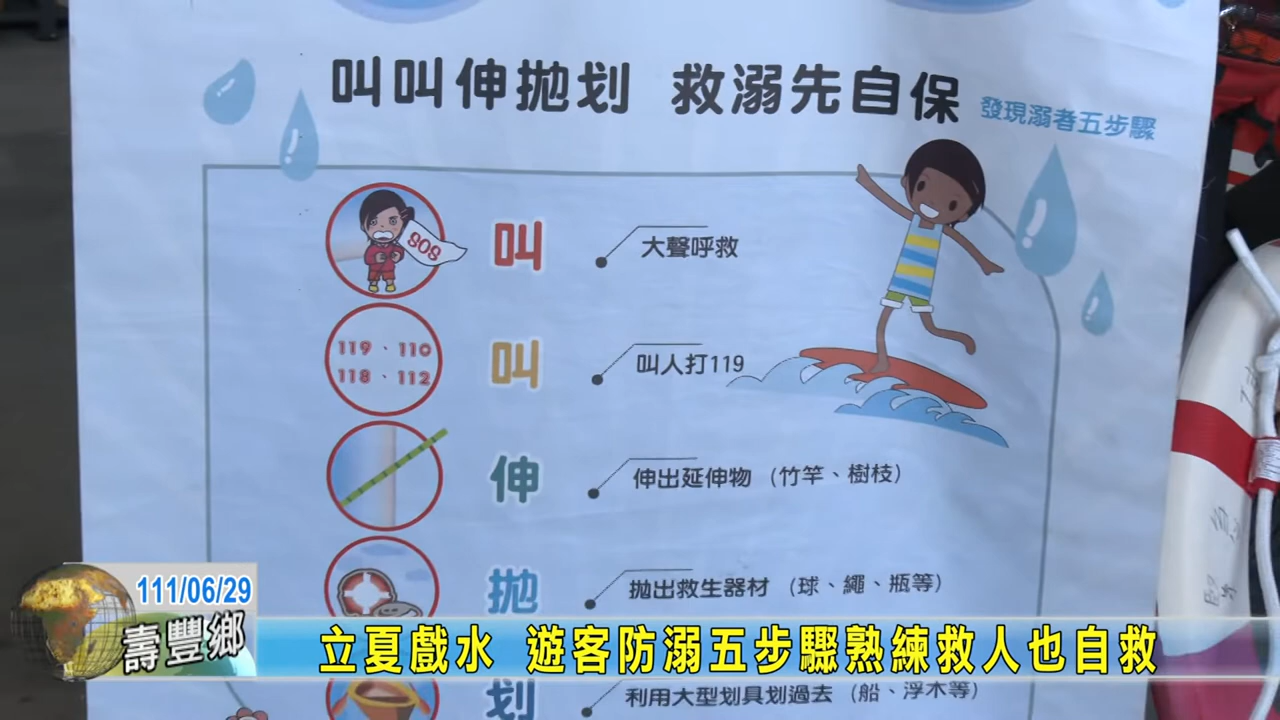 叫叫伸拋划 救溺先自保
發現溺者五步驟
SOS
叫
大聲呼救
119、110
118、112
叫
叫人打119
伸
伸出延伸物（竹竿、樹枝）
拋
拋出救生器材（球、繩、瓶等）
划
利用大型划具划過去（船、浮木等）
111/06/29
壽豐鄉
立夏戲水 遊客防溺五步驟熟練救人也自救